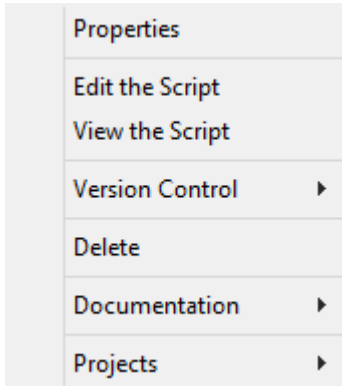 Properties
Edit the Script
View the Script
Version Control
Delete
Documentation
Projects